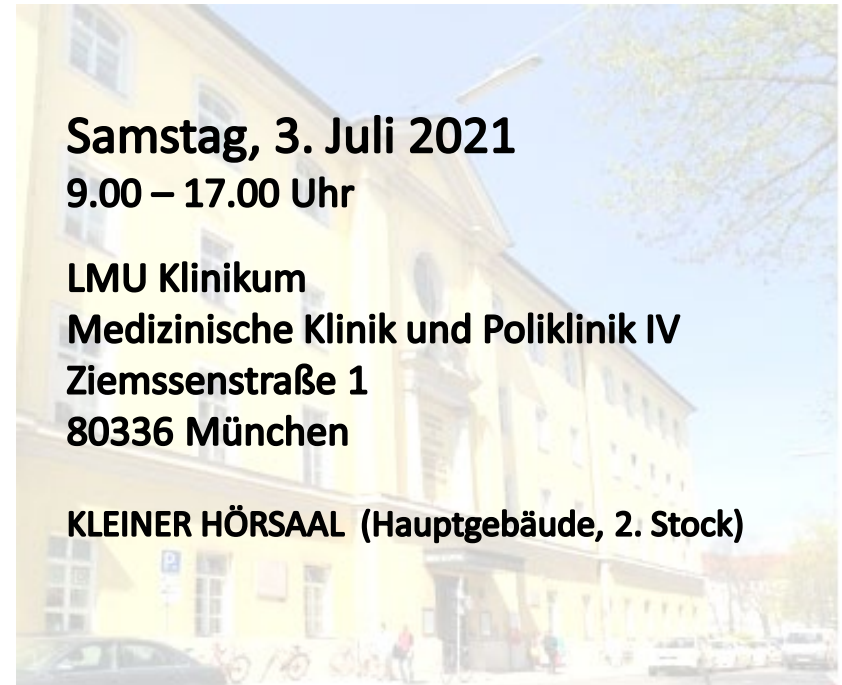 Samstag, 3. Juli 2021
9.00 – 17.00 Uhr
LMU Klinikum
Medizinische Klinik und Poliklinik IV
Ziemssenstraße 1
80336 München
KLEINER HÖRSAAL (Hauptgebäude, 2. Stock)
P